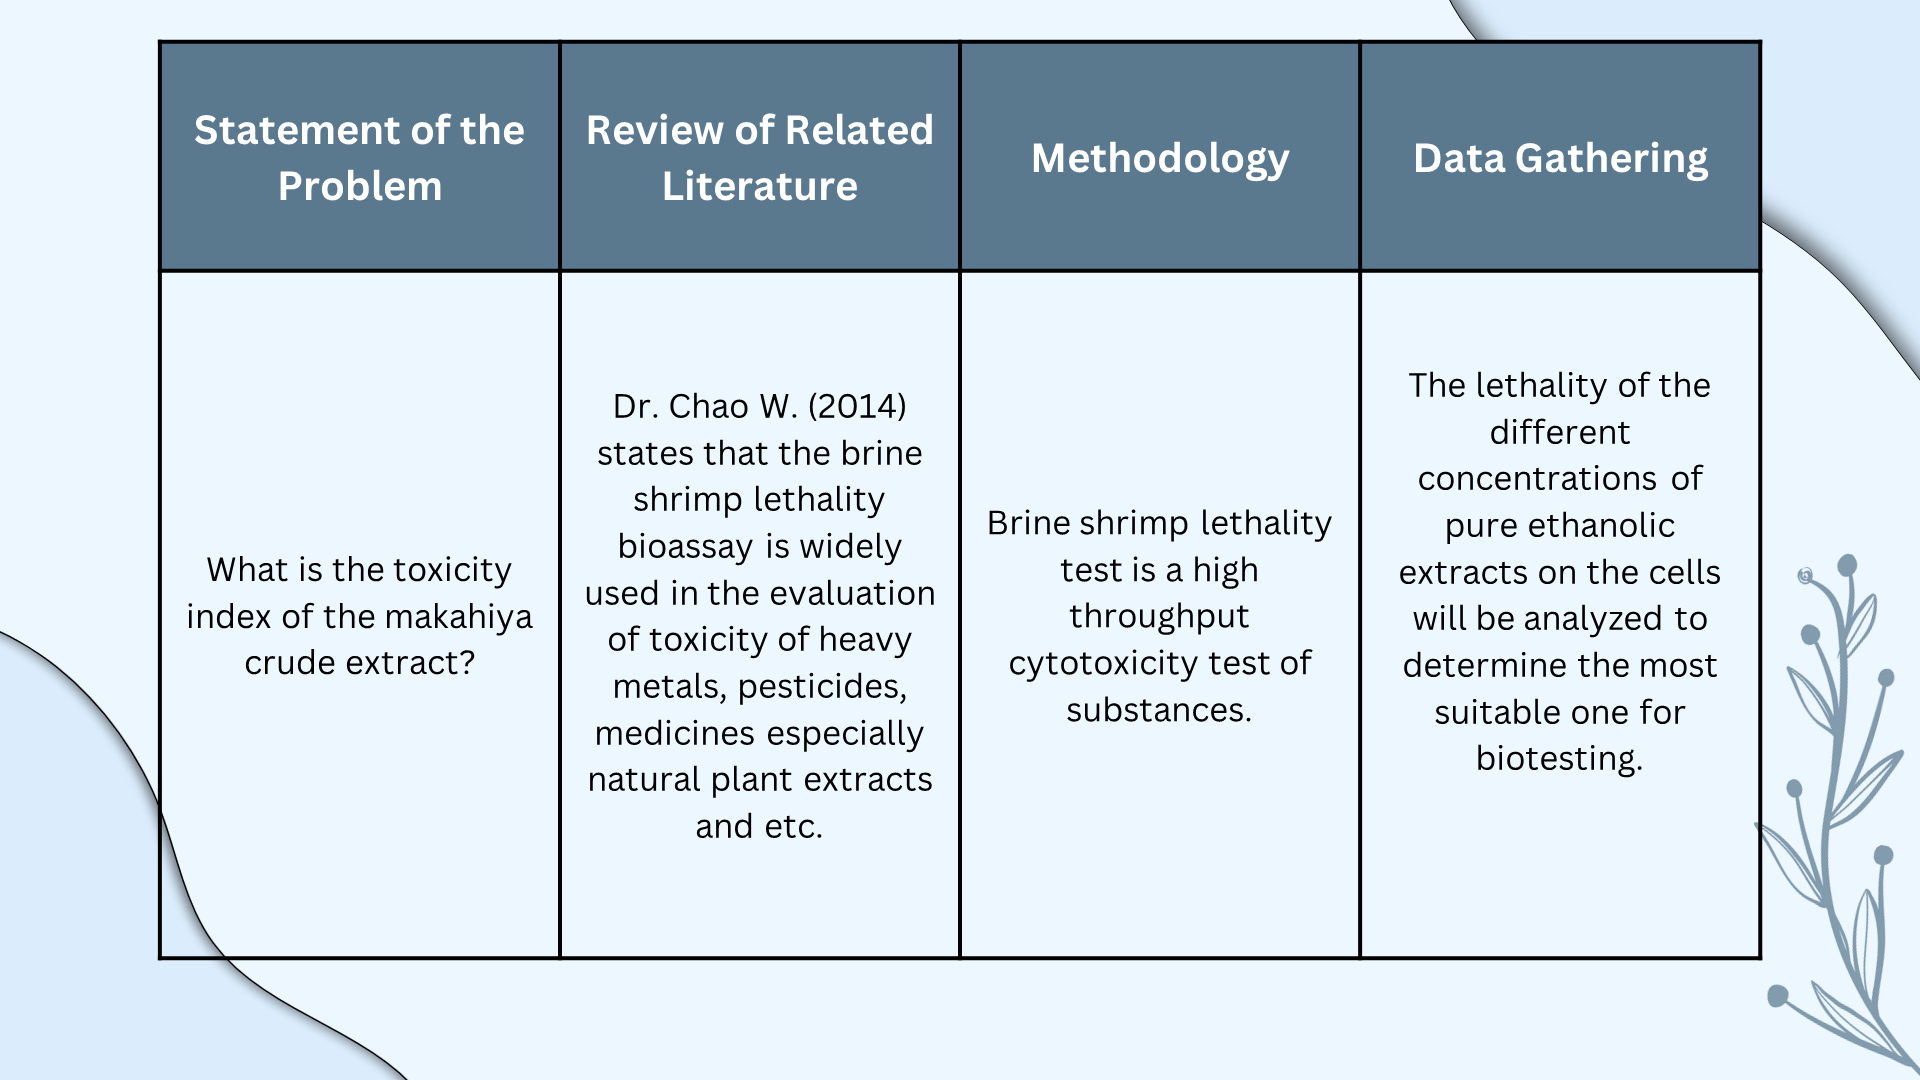 Statement of the
Problem
Review of Related
Literature
Methodology
Data Gathering
What is the toxicity
index of the makahiya
crude extract?
Dr. Chao W. (2014)
states that the brine
shrimp lethality
bioassay is widely
used in the evaluation
of toxicity of heavy
metals, pesticides,
medicines especially
natural plant extracts
and etc.
Brine shrimp lethality
test is a high
throughput
cytotoxicity test of
substances.
The lethality of the
different
concentrations of
pure ethanolic
extracts on the cells
will be analyzed to
determine the most
suitable one for
biotesting.